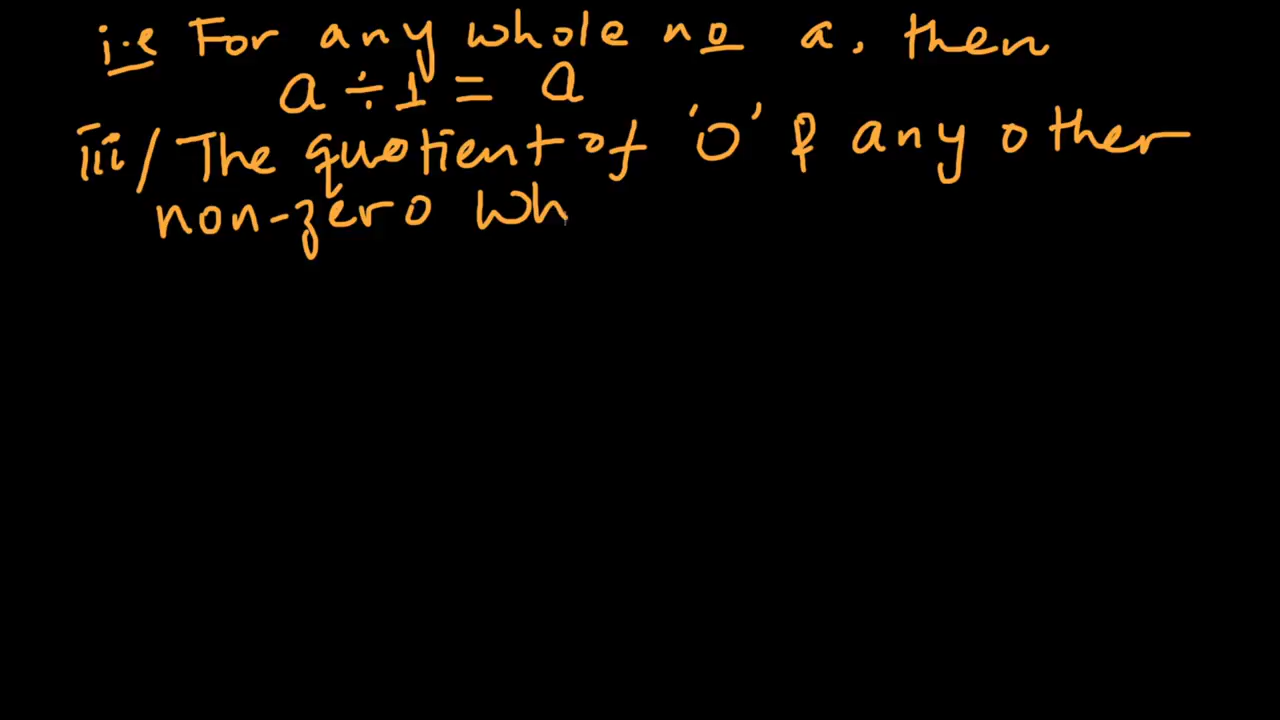 i.e For any whole no a, then
a ÷ 1 = a
iii/ The quotient of '0' & any other
non-zero wh